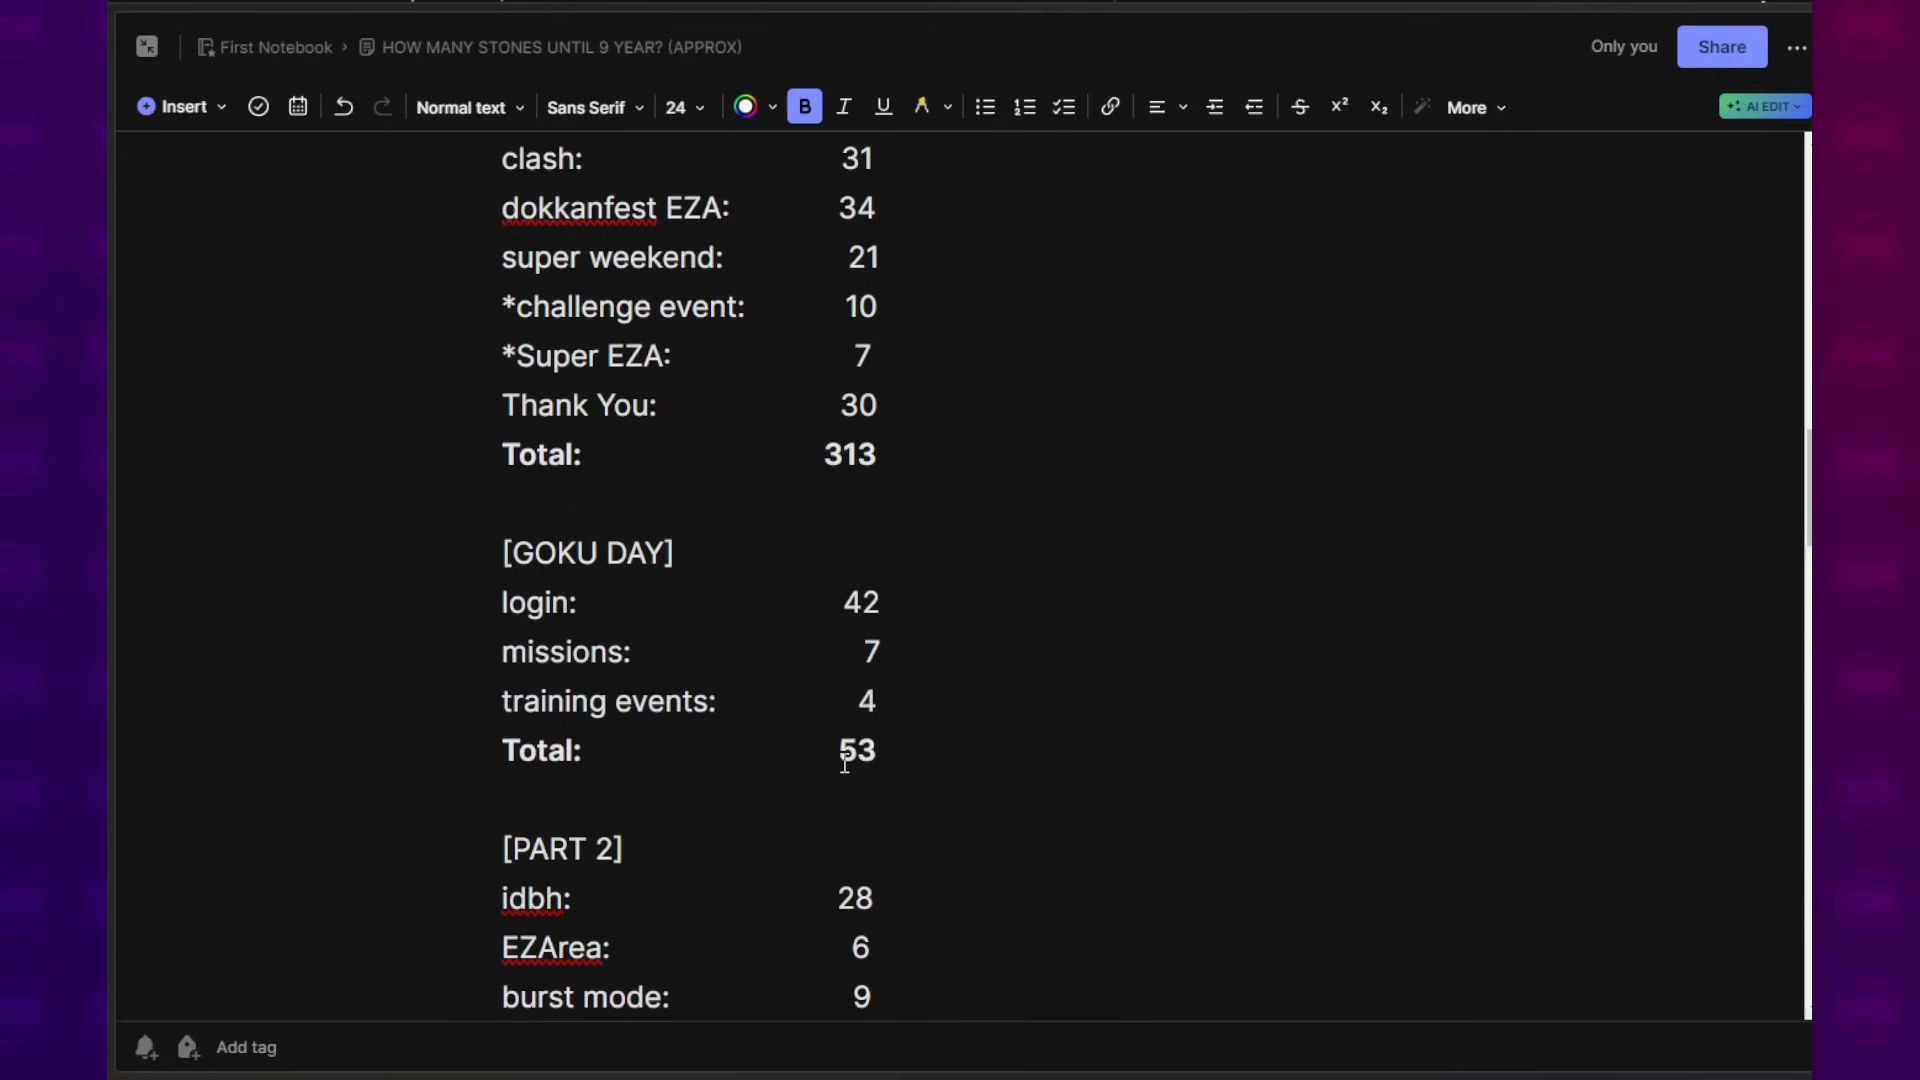 First Notebook › HOW MANY STONES UNTIL 9 YEAR? (APPROX) Only you Share
Insert Normal text Sans Serif 24 B I U A S x² x₂ More AI EDIT
clash: 31
dokkanfest EZA: 34
super weekend: 21
*challenge event: 10
*Super EZA: 7
Thank You: 30
Total: 313
[GOKU DAY]
login: 42
missions: 7
training events: 4
Total: 53
[PART 2]
idbh: 28
EZArea: 6
burst mode: 9
Add tag